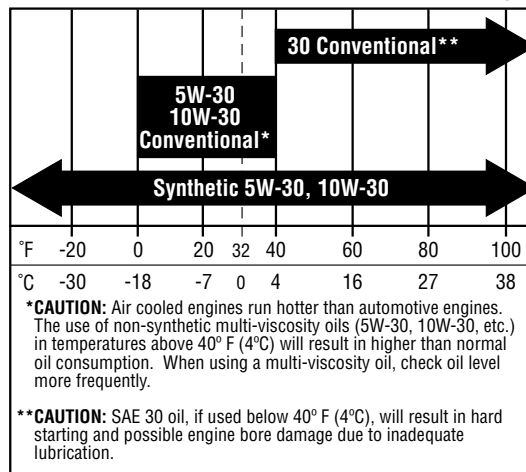 30 Conventional**
5W-30
10W-30
Conventional*
Synthetic 5W-30, 10W-30
°F -20 0 20 32 40 60 80 100
°C -30 -18 -7 0 4 16 27 38
*CAUTION: Air cooled engines run hotter than automotive engines.
The use of non-synthetic multi-viscosity oils (5W-30, 10W-30, etc.)
in temperatures above 40º F (4ºC) will result in higher than normal
oil consumption. When using a multi-viscosity oil, check oil level
more frequently.
**CAUTION: SAE 30 oil, if used below 40º F (4ºC), will result in hard
starting and possible engine bore damage due to inadequate
lubrication.